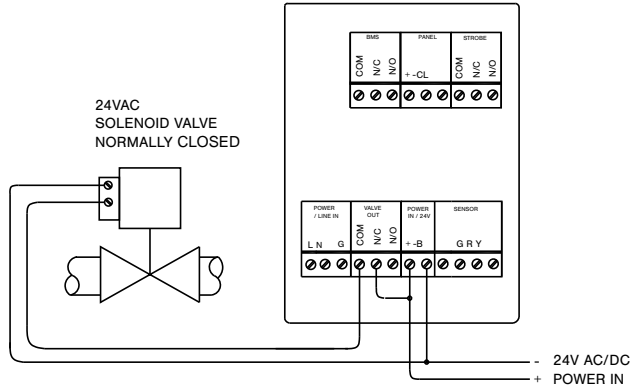 BMS PANEL STROBE
COM N/C N/O + -CL COM N/C N/O
24VAC
SOLENOID VALVE
NORMALLY CLOSED
POWER / LINE IN
VALVE OUT
POWER IN / 24V
SENSOR
L N G COM N/C N/O + -B G R Y
- 24V AC/DC
+ POWER IN